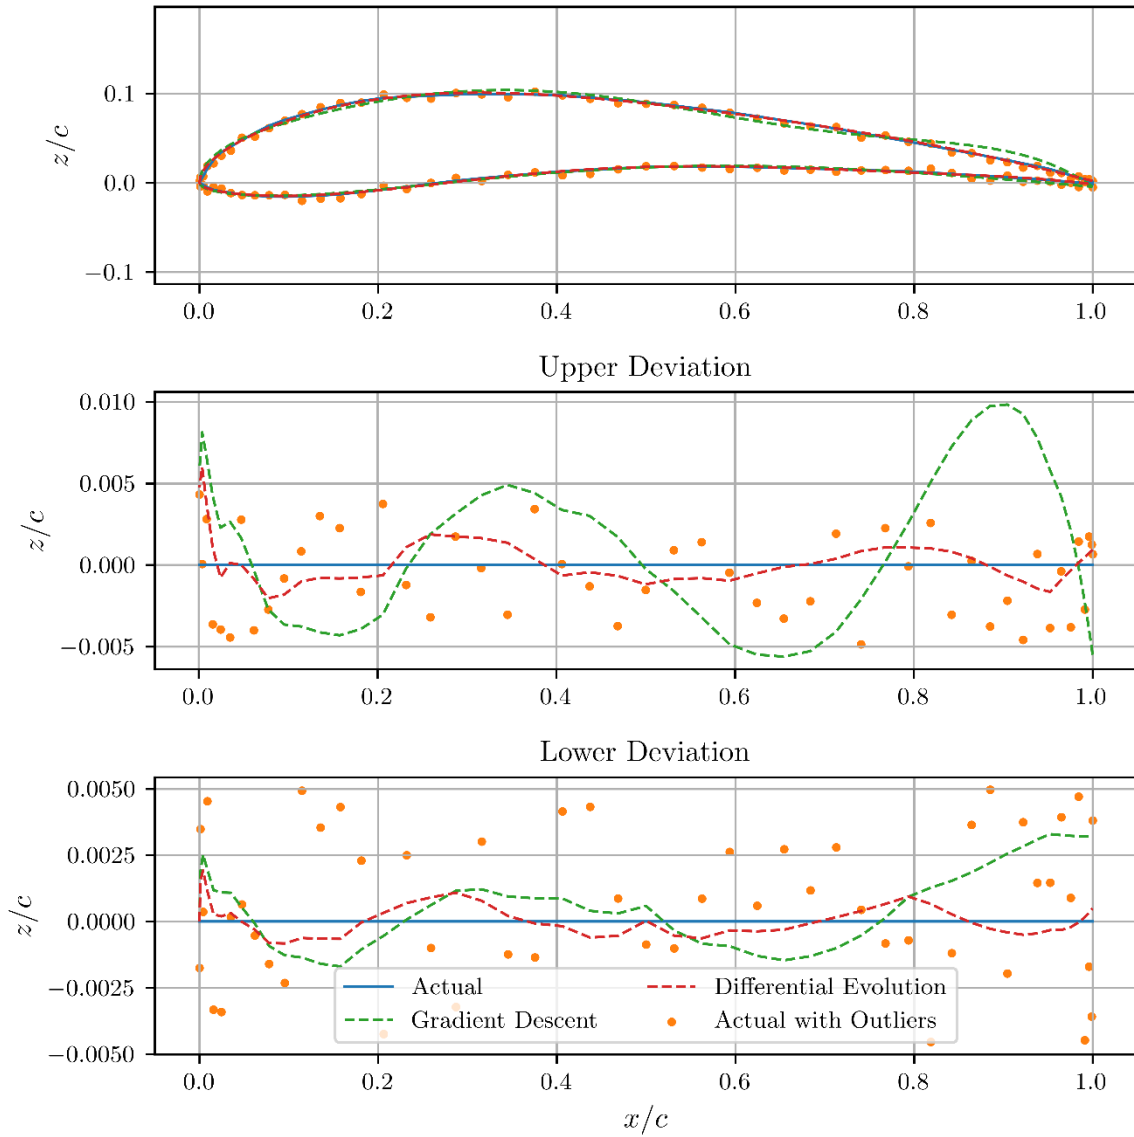 0.1
0.0
−0.1
z/c
0.0 0.2 0.4 0.6 0.8 1.0
Upper Deviation
0.010
0.005
0.000
−0.005
z/c
0.0 0.2 0.4 0.6 0.8 1.0
Lower Deviation
0.0050
0.0025
0.0000
−0.0025
−0.0050
z/c
Actual Differential Evolution
Gradient Descent Actual with Outliers
0.0 0.2 0.4 0.6 0.8 1.0
x/c